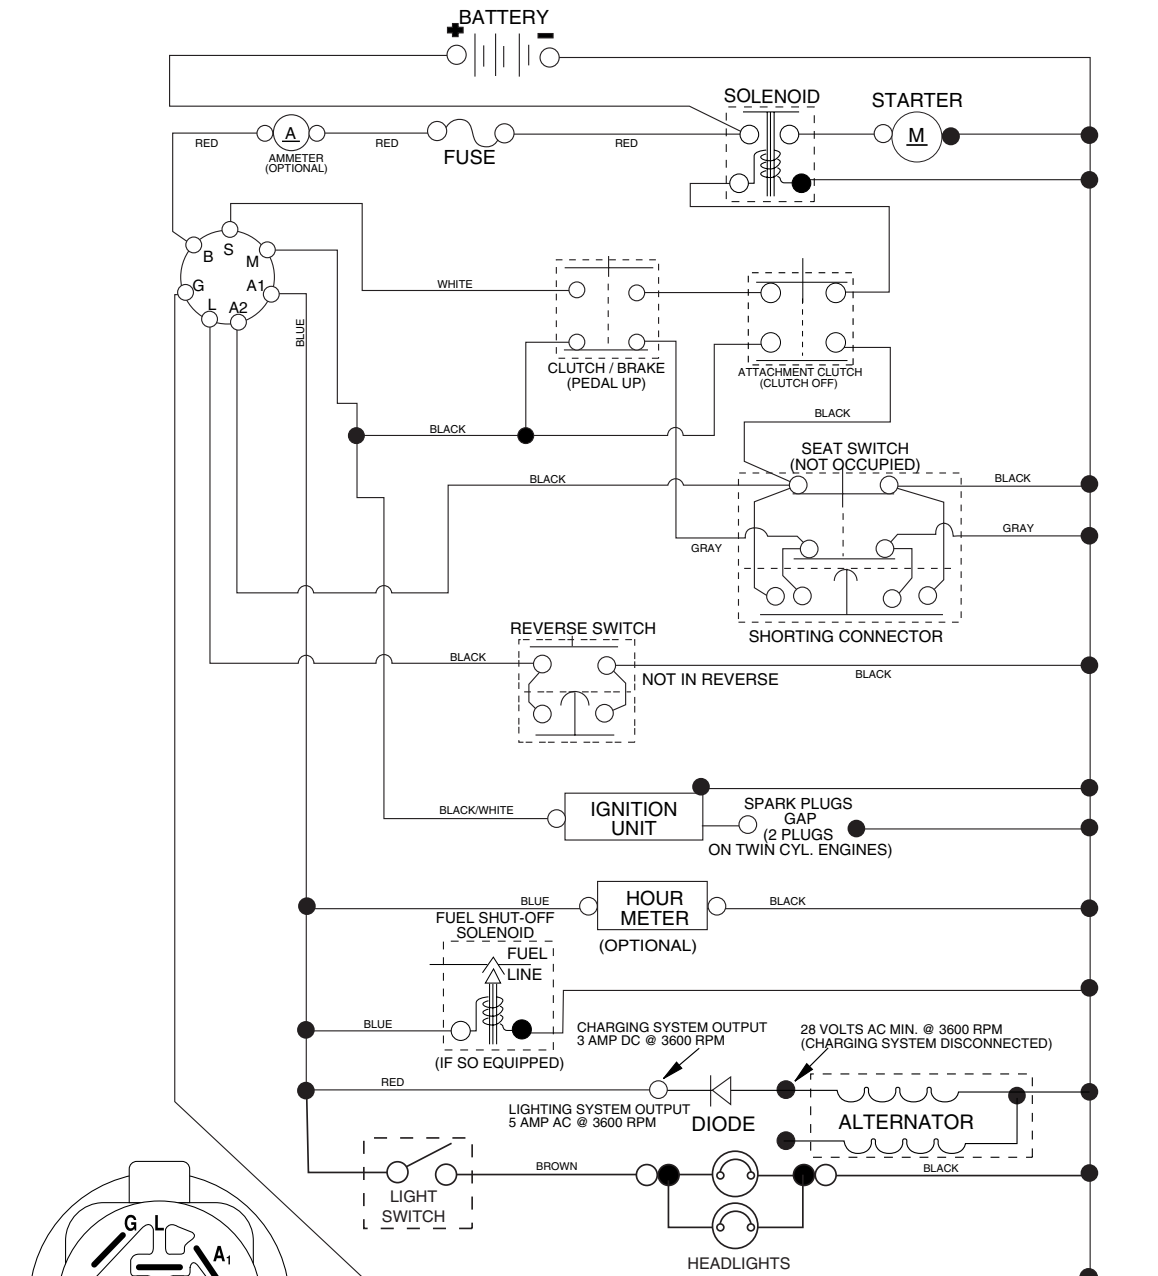 BATTERY
SOLENOID
STARTER
A
M
RED
RED
RED
AMMETER
(OPTIONAL)
FUSE
B
S
M
G
A1
L
A2
BLUE
WHITE
CLUTCH / BRAKE
(PEDAL UP)
ATTACHMENT CLUTCH
(CLUTCH OFF)
BLACK
BLACK
SEAT SWITCH
(NOT OCCUPIED)
BLACK
BLACK
GRAY
GRAY
SHORTING CONNECTOR
REVERSE SWITCH
BLACK
NOT IN REVERSE
BLACK
BLACK/WHITE
IGNITION
UNIT
SPARK PLUGS
GAP
(2 PLUGS
ON TWIN CYL. ENGINES)
BLUE
HOUR
METER
BLACK
(OPTIONAL)
FUEL SHUT-OFF
SOLENOID
FUEL
LINE
BLUE
(IF SO EQUIPPED)
CHARGING SYSTEM OUTPUT
3 AMP DC @ 3600 RPM
28 VOLTS AC MIN. @ 3600 RPM
(CHARGING SYSTEM DISCONNECTED)
RED
LIGHTING SYSTEM OUTPUT
5 AMP AC @ 3600 RPM
DIODE
ALTERNATOR
BROWN
BLACK
LIGHT
SWITCH
HEADLIGHTS
G
L
A1